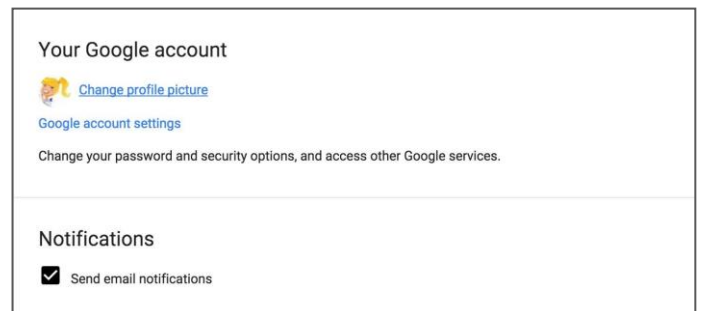 Your Google account
Change profile picture
Google account settings
Change your password and security options, and access other Google services.
Notifications
Send email notifications